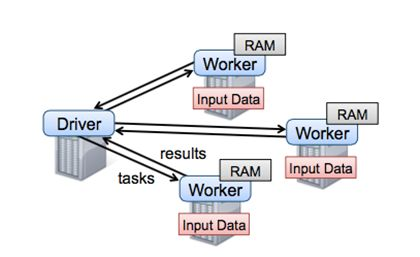 RAM
Worker
Input Data
RAM
Driver
Worker
results
Input Data
RAM
tasks
Worker
Input Data